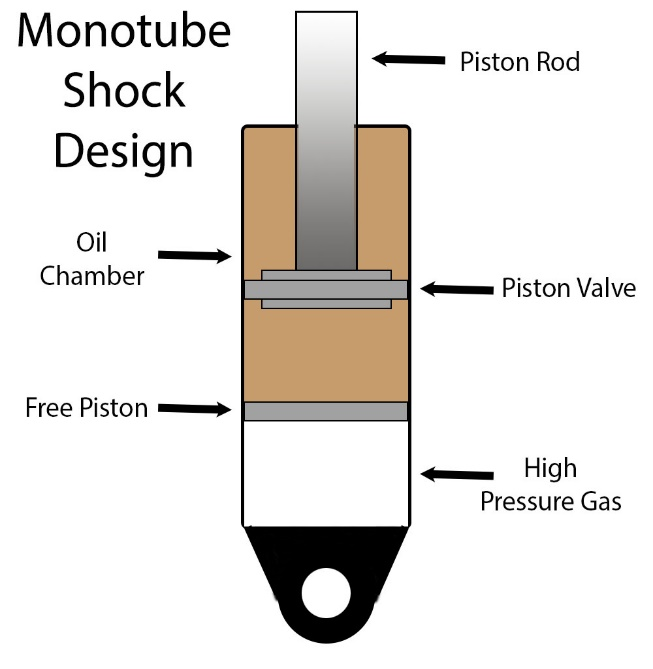 Monotube
Shock
Design
Piston Rod
Oil
Chamber
Piston Valve
Free Piston
High
Pressure Gas